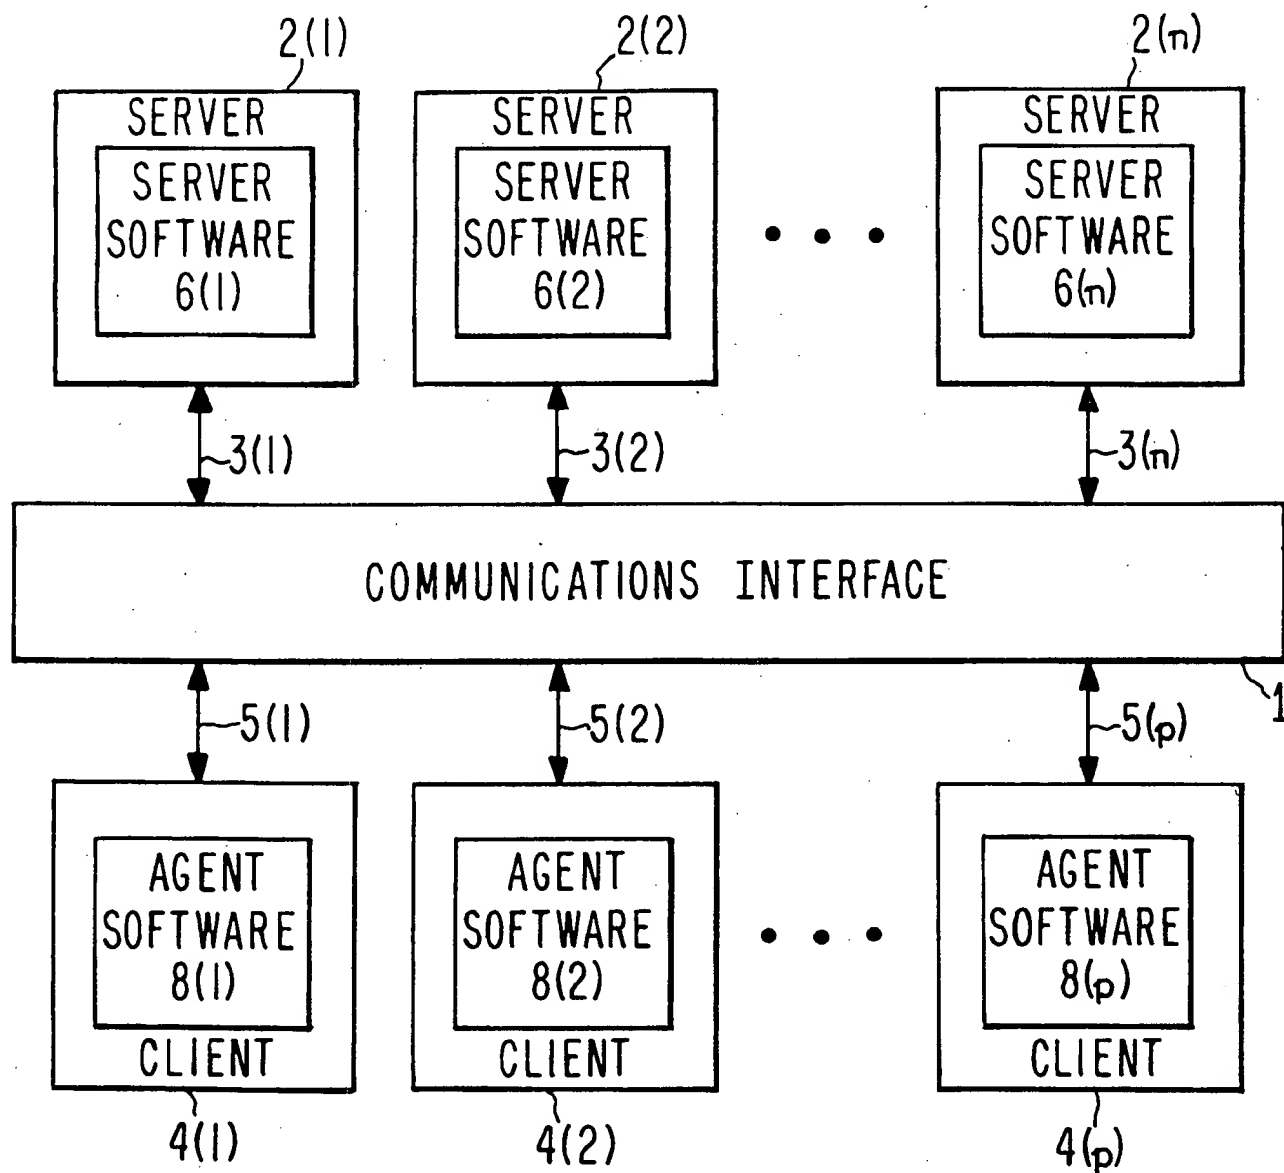 2(1) 2(2) 2(n)
SERVER SERVER SERVER
SERVER SERVER SERVER
SOFTWARE SOFTWARE SOFTWARE
6(1) 6(2) 6(n)
3(1) 3(2) 3(n)
COMMUNICATIONS INTERFACE
1
5(1) 5(2) 5(p)
AGENT AGENT AGENT
SOFTWARE SOFTWARE SOFTWARE
8(1) 8(2) 8(p)
CLIENT CLIENT CLIENT
4(1) 4(2) 4(p)